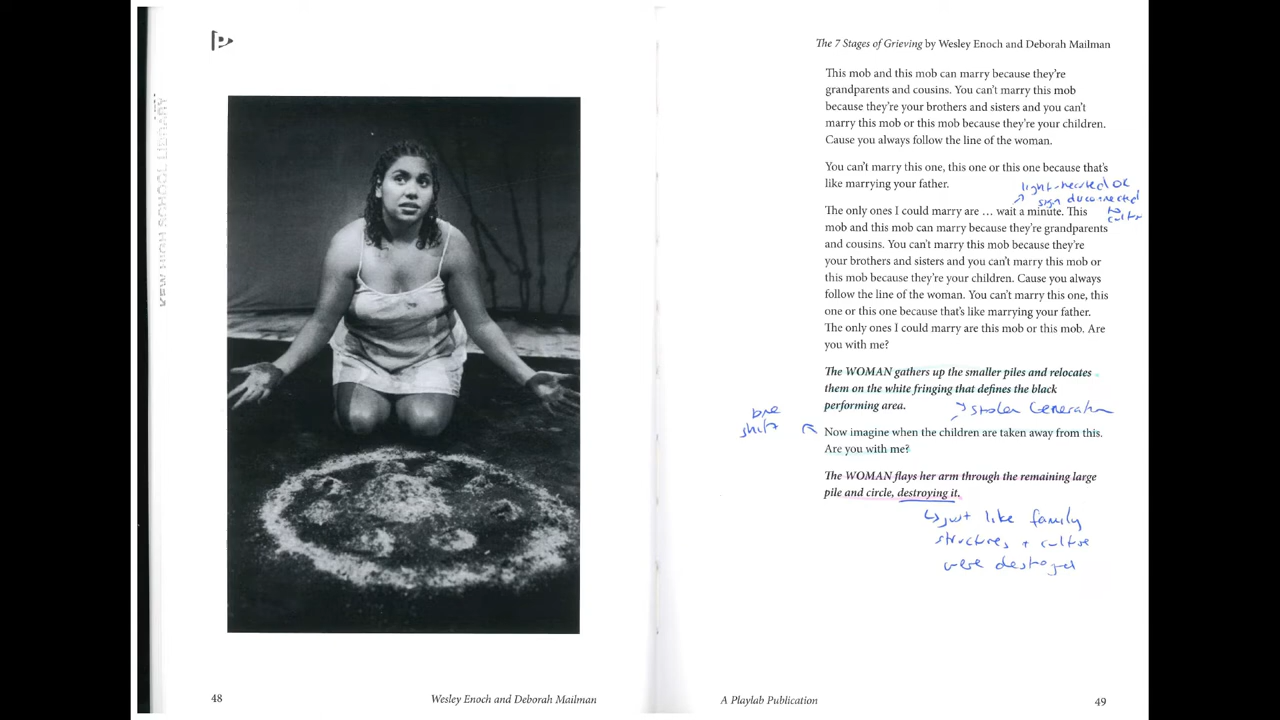 KEW HIGH SCHOOL LIBRARY
48
Wesley Enoch and Deborah Mailman
The 7 Stages of Grieving by Wesley Enoch and Deborah Mailman
This mob and this mob can marry because they're
grandparents and cousins. You can't marry this mob
because they're your brothers and sisters and you can't
marry this mob or this mob because they're your children.
Cause you always follow the line of the woman.
You can't marry this one, this one or this one because that's
like marrying your father.
light-hearted OR
sign disconnected
to
culture
The only ones I could marry are … wait a minute. This
mob and this mob can marry because they're grandparents
and cousins. You can't marry this mob because they're
your brothers and sisters and you can't marry this mob or
this mob because they're your children. Cause you always
follow the line of the woman. You can't marry this one, this
one or this one because that's like marrying your father.
The only ones I could marry are this mob or this mob. Are
you with me?
The WOMAN gathers up the smaller piles and relocates
them on the white fringing that defines the black
performing area.
Stolen Generation
shift
Now imagine when the children are taken away from this.
Are you with me?
The WOMAN flays her arm through the remaining large
pile and circle, destroying it.
just like family
structures + culture
were destroyed
A Playlab Publication
49